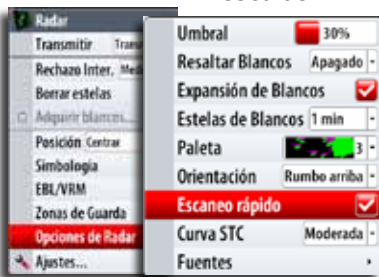 Radar
Transmitir
Rechazo Inter.
Borrar estelas
Adquirir blancos...
Posición Centrar
Simbología
EBL/VRM
Zonas de Guarda
Opciones de Radar
Ajustes...
Umbral 30%
Resaltar Blancos Apagado
Expansión de Blancos
Estelas de Blancos 1 min
Paleta 3
Orientación Rumbo arriba
Escaneo rápido
Curva STC Moderada
Fuentes